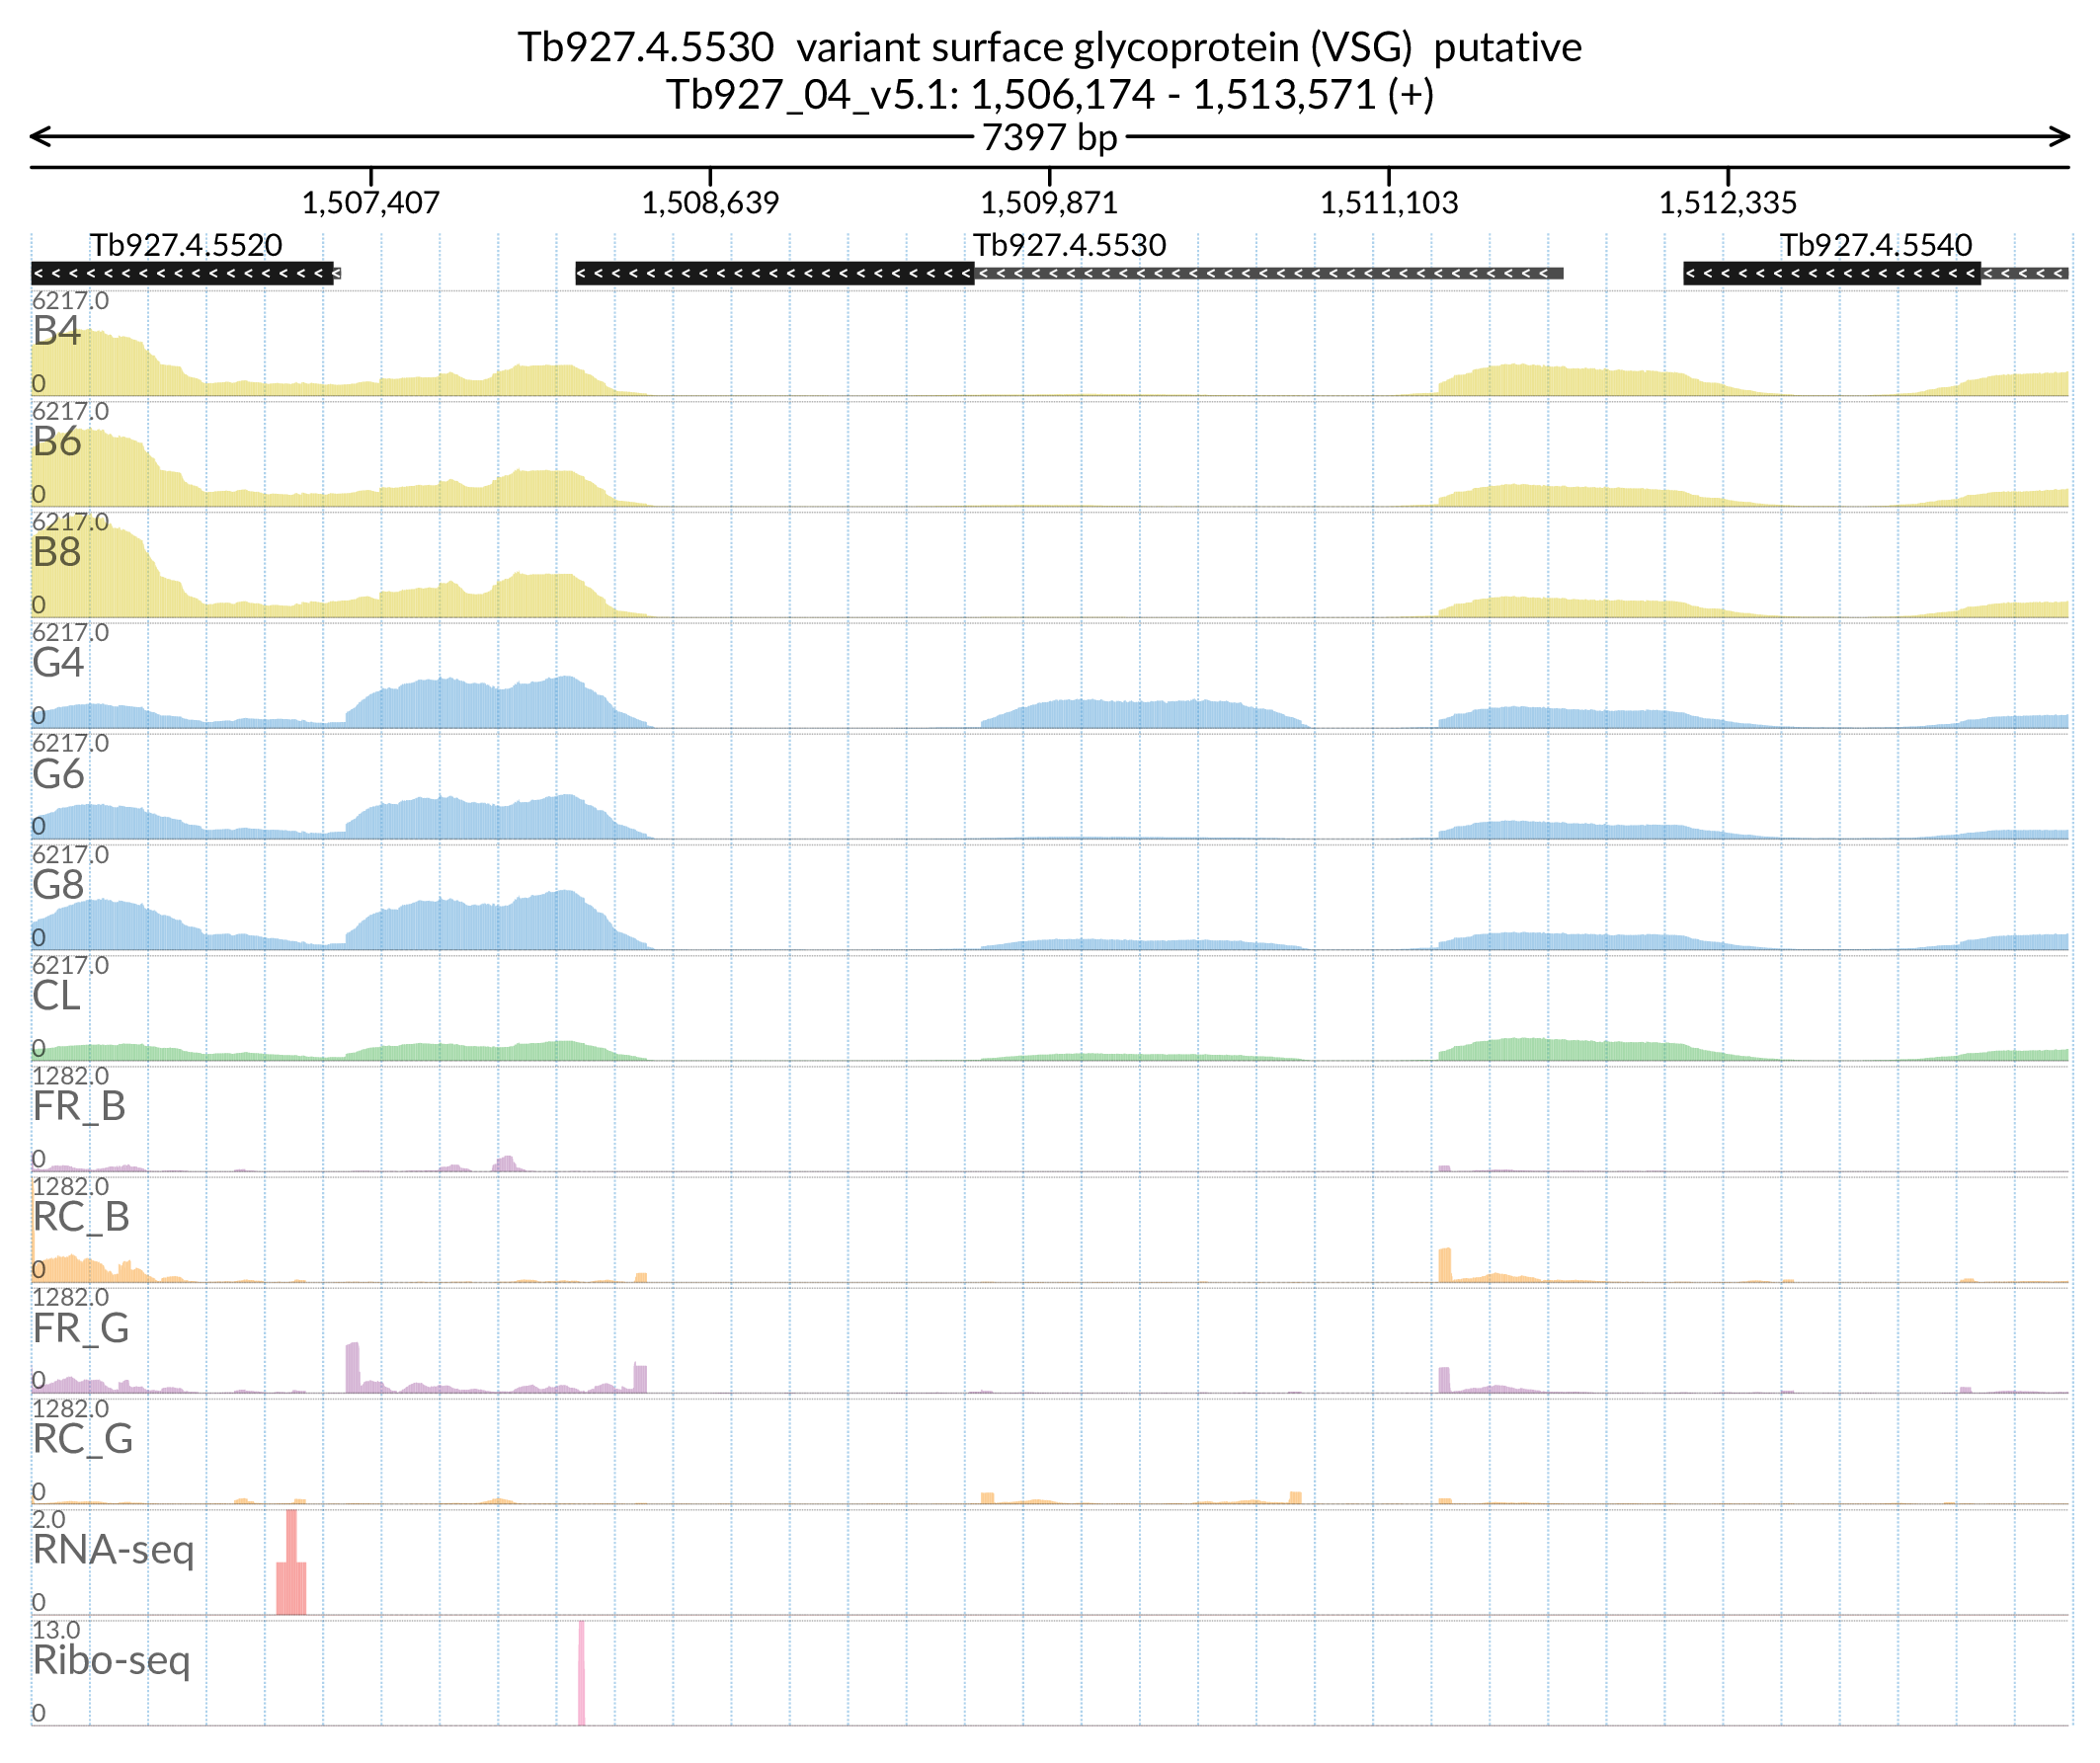 Tb927.4.5530  variant surface glycoprotein (VSG)  putative
Tb927_04_v5.1: 1,506,174 - 1,513,571 (+)
7397 bp
1,507,407 1,508,639 1,509,871 1,511,103 1,512,335
Tb927.4.5520 Tb927.4.5530 Tb927.4.5540
6217.0
B4
0
6217.0
B6
0
6217.0
B8
0
6217.0
G4
0
6217.0
G6
0
6217.0
G8
0
6217.0
CL
0
1282.0
FR_B
0
1282.0
RC_B
0
1282.0
FR_G
0
1282.0
RC_G
0
2.0
RNA-seq
0
13.0
Ribo-seq
0